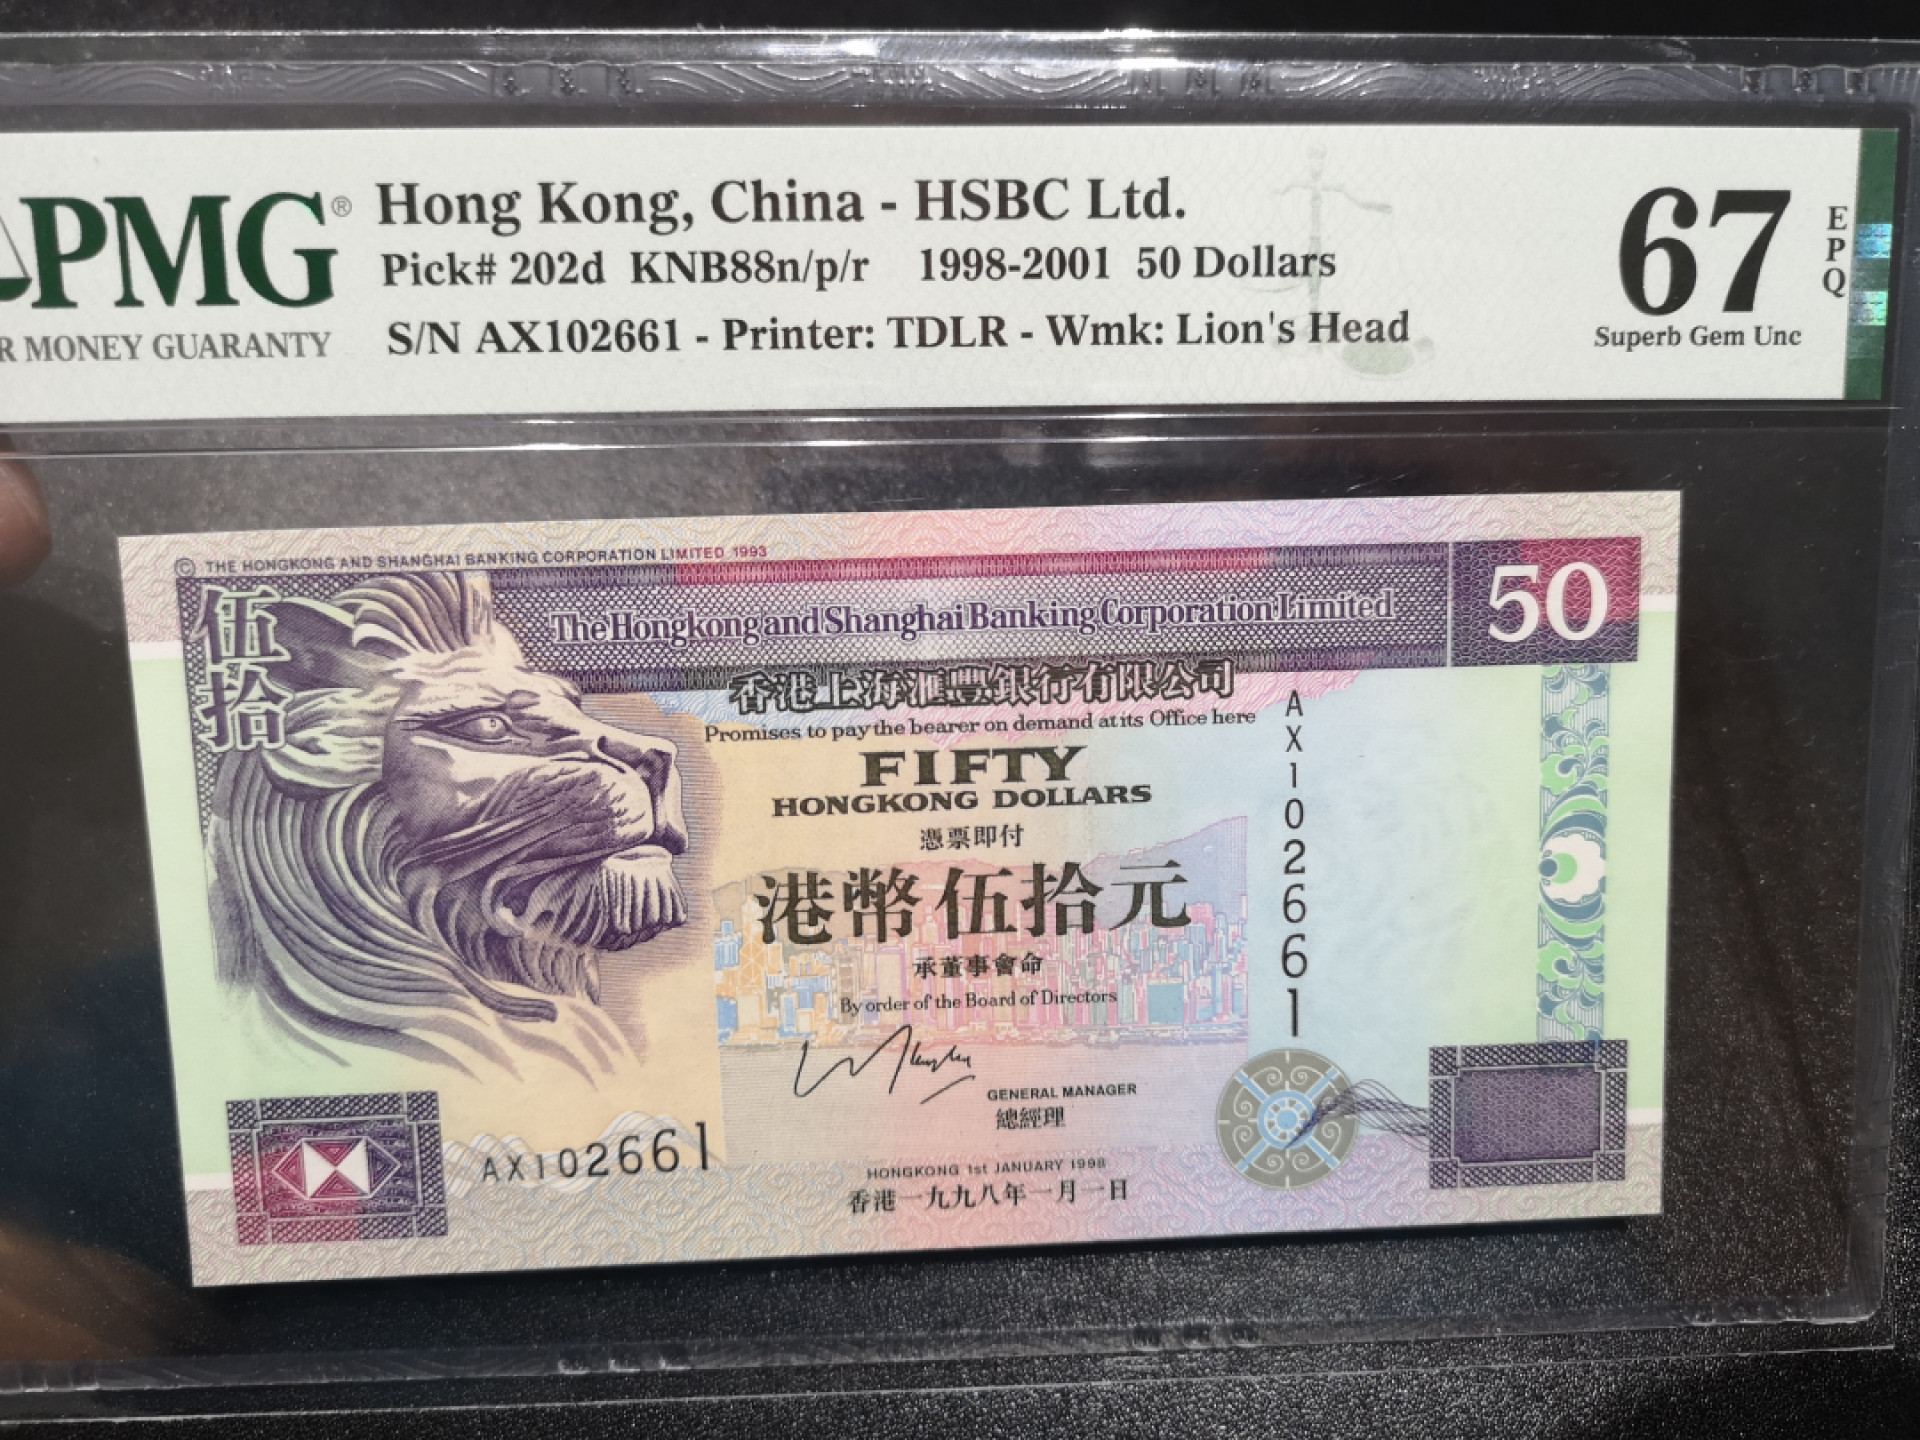 PMG®
R MONEY GUARANTY
Hong Kong, China - HSBC Ltd.
Pick# 202d KNB88n/p/r 1998-2001 50 Dollars
S/N AX102661 - Printer: TDLR - Wmk: Lion's Head
67
EPQ
Superb Gem Unc
© THE HONGKONG AND SHANGHAI BANKING CORPORATION LIMITED 1993
伍拾
The Hongkong and Shanghai Banking Corporation Limited
50
香港上海滙豐銀行有限公司
Promises to pay the bearer on demand at its Office here
FIFTY
HONGKONG DOLLARS
憑票即付
港幣伍拾元
承董事會命
By order of the Board of Directors
AX102661
GENERAL MANAGER
總經理
AX102661
HONGKONG 1st JANUARY 1998
香港一九九八年一月一日